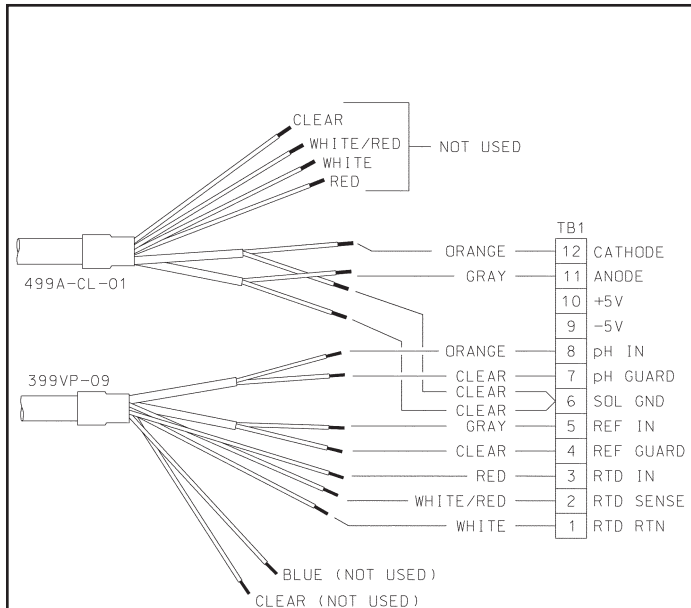 CLEAR
WHITE/RED
WHITE
RED
NOT USED
499A-CL-01
TB1
ORANGE 12 CATHODE
GRAY 11 ANODE
10 +5V
9 -5V
399VP-09
ORANGE 8 pH IN
CLEAR 7 pH GUARD
CLEAR
CLEAR
6 SOL GND
GRAY 5 REF IN
CLEAR 4 REF GUARD
RED 3 RTD IN
WHITE/RED 2 RTD SENSE
WHITE 1 RTD RTN
BLUE (NOT USED)
CLEAR (NOT USED)